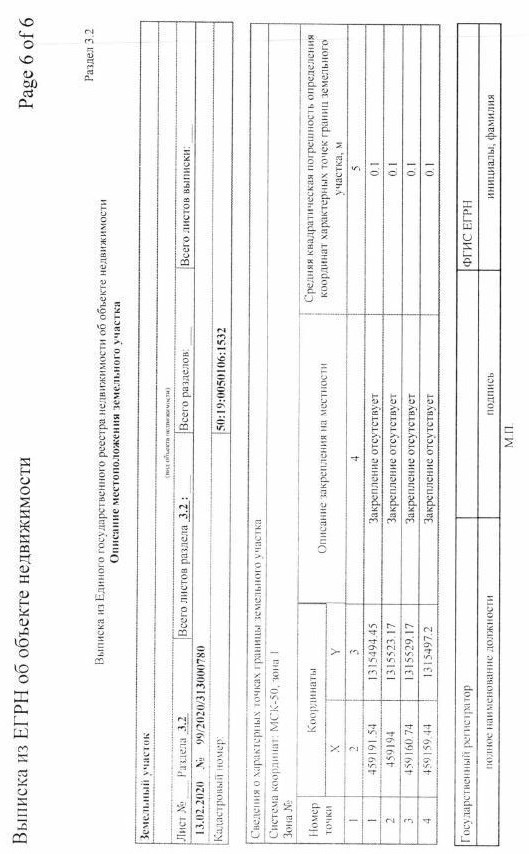 Выписка из ЕГРН об объекте недвижимости
Page 6 of 6
Раздел 3.2
Выписка из Единого государственного реестра недвижимости об объекте недвижимости
Описание местоположения земельного участка
Земельный участок
(вид объекта недвижимости)
Лист № ___ Раздела 3.2 Всего листов раздела 3.2 : ___ Всего разделов: ___ Всего листов выписки: ___
13.02.2020 № 99/2020/313000780
Кадастровый номер: 50:19:0050106:1532
Сведения о характерных точках границы земельного участка
Система координат: МСК-50, зона 1
Зона №
Номер точки Координаты Описание закрепления на местности Средняя квадратическая погрешность определения координат характерных точек границ земельного участка, м
X Y
1 2 3 4 5
1 459191.54 1315494.45 Закрепление отсутствует 0.1
2 459194 1315523.17 Закрепление отсутствует 0.1
3 459160.74 1315529.17 Закрепление отсутствует 0.1
4 459159.44 1315497.2 Закрепление отсутствует 0.1
Государственный регистратор ФГИС ЕГРН
полное наименование должности подпись инициалы, фамилия
М.П.